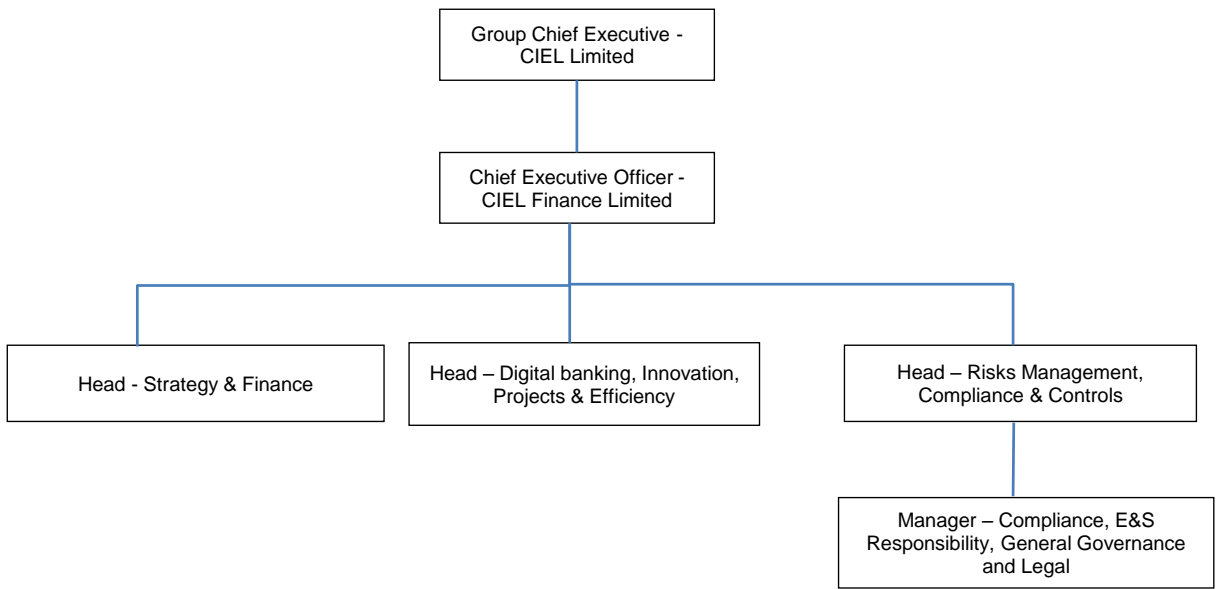 Group Chief Executive -
CIEL Limited
Chief Executive Officer -
CIEL Finance Limited
Head - Strategy & Finance
Head – Digital banking, Innovation,
Projects & Efficiency
Head – Risks Management,
Compliance & Controls
Manager – Compliance, E&S
Responsibility, General Governance
and Legal